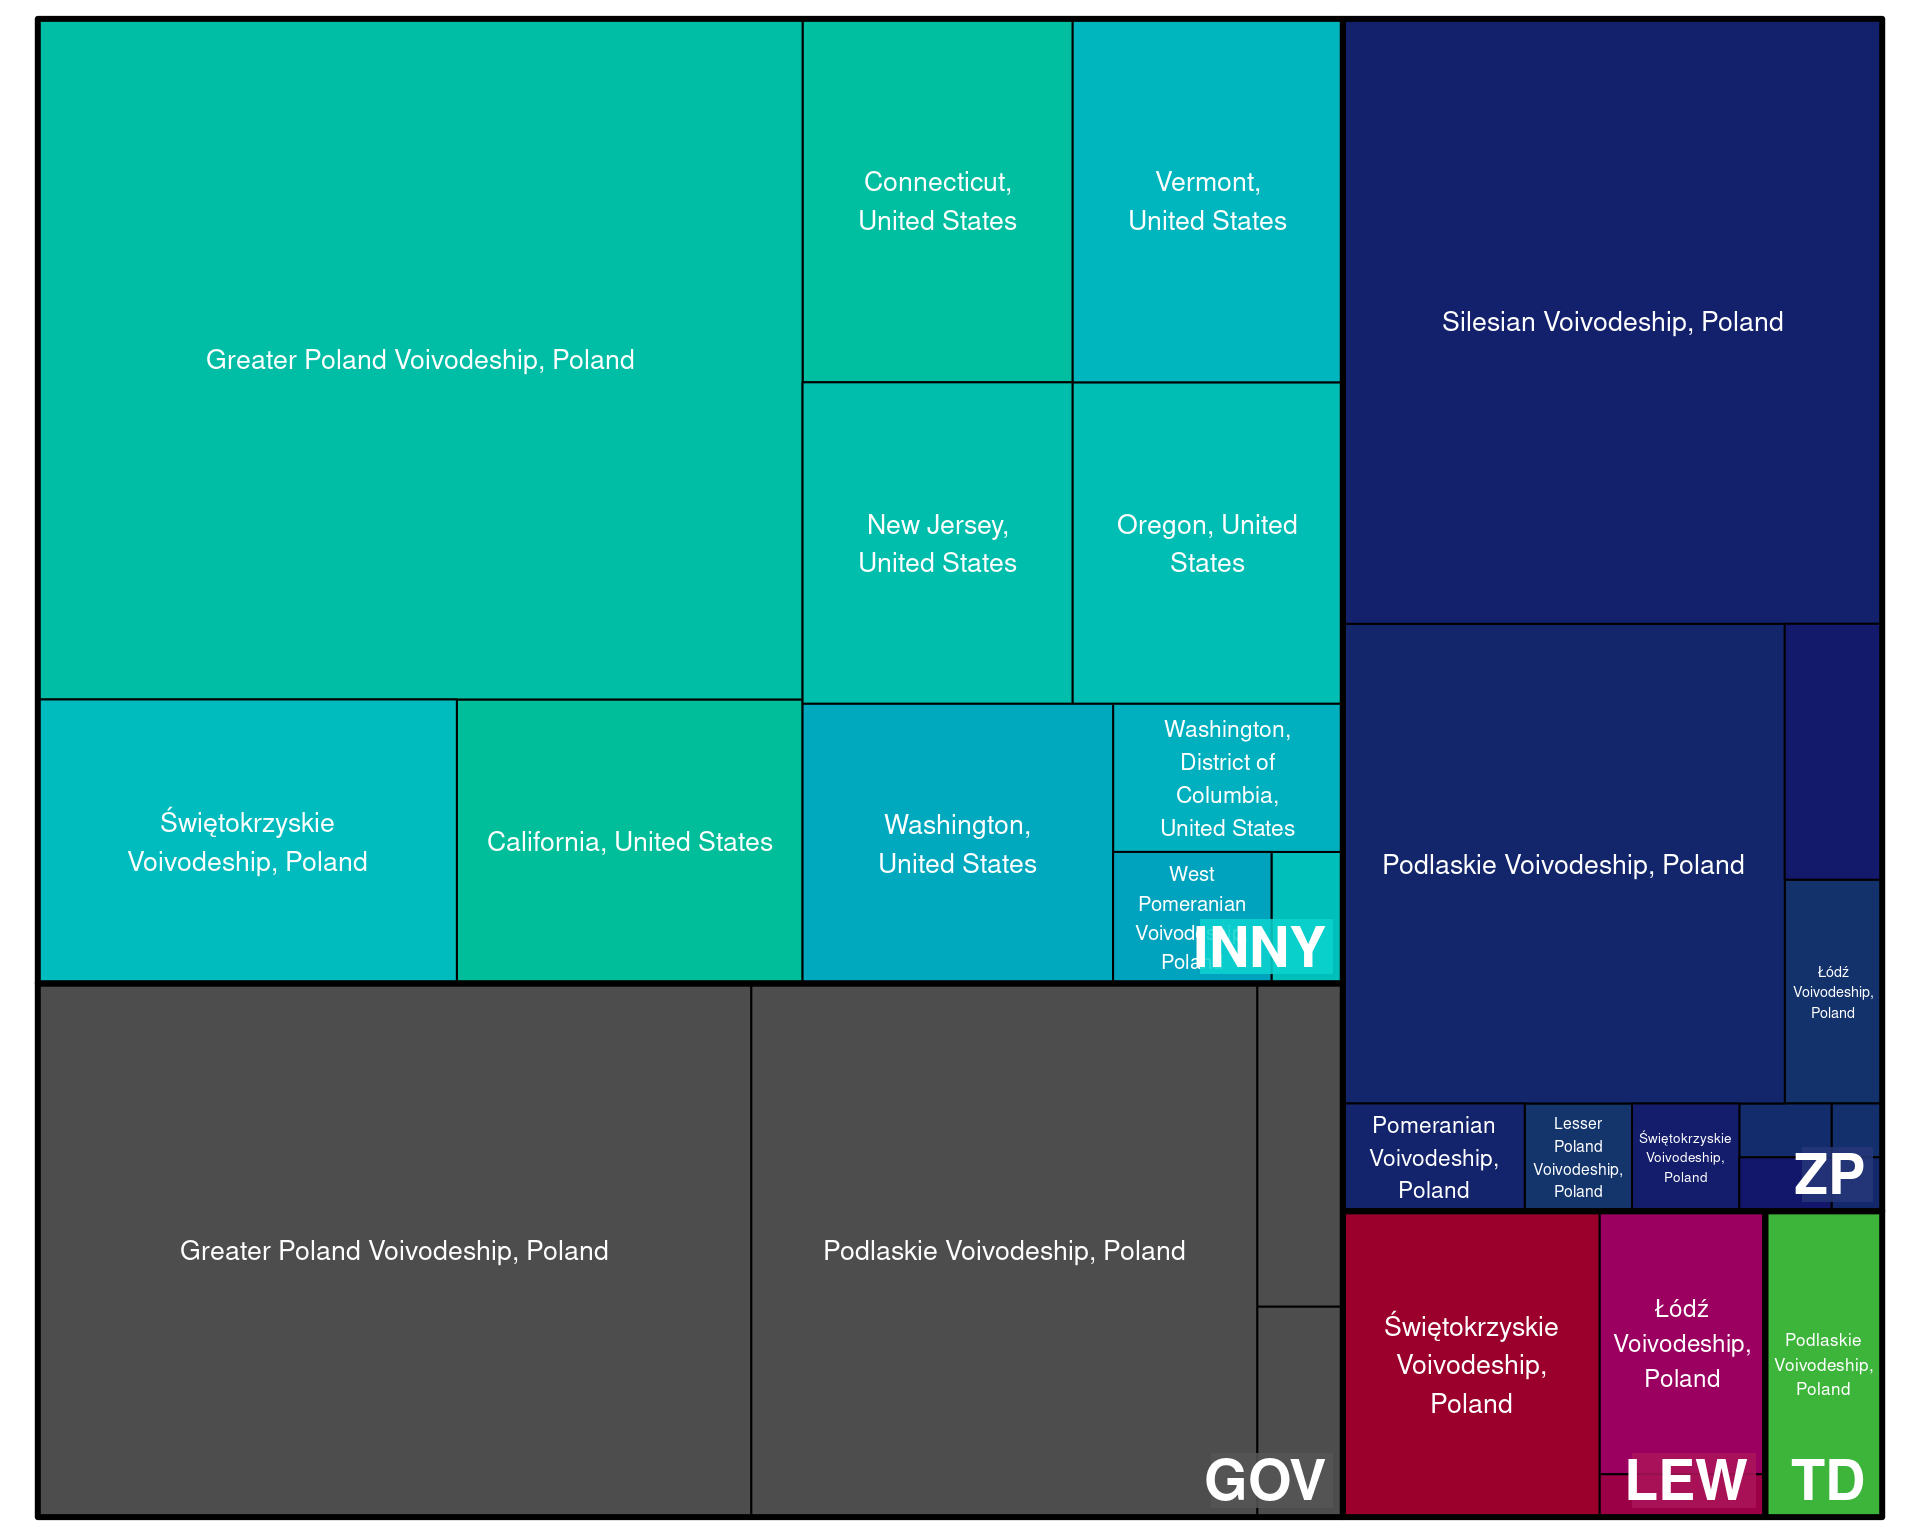 Greater Poland Voivodeship, Poland
Connecticut,
United States
Vermont,
United States
New Jersey,
United States
Oregon, United
States
Świętokrzyskie
Voivodeship, Poland
California, United States
Washington,
United States
Washington,
District of
Columbia,
United States
West
Pomeranian
INNY
Silesian Voivodeship, Poland
Podlaskie Voivodeship, Poland
Łódź
Voivodeship,
Poland
Pomeranian
Voivodeship,
Poland
Lesser
Poland
Voivodeship,
Poland
Świętokrzyskie
Voivodeship,
Poland
ZP
Greater Poland Voivodeship, Poland
Podlaskie Voivodeship, Poland
GOV
Świętokrzyskie
Voivodeship,
Poland
Łódź
Voivodeship,
Poland
LEW
Podlaskie
Voivodeship,
Poland
TD